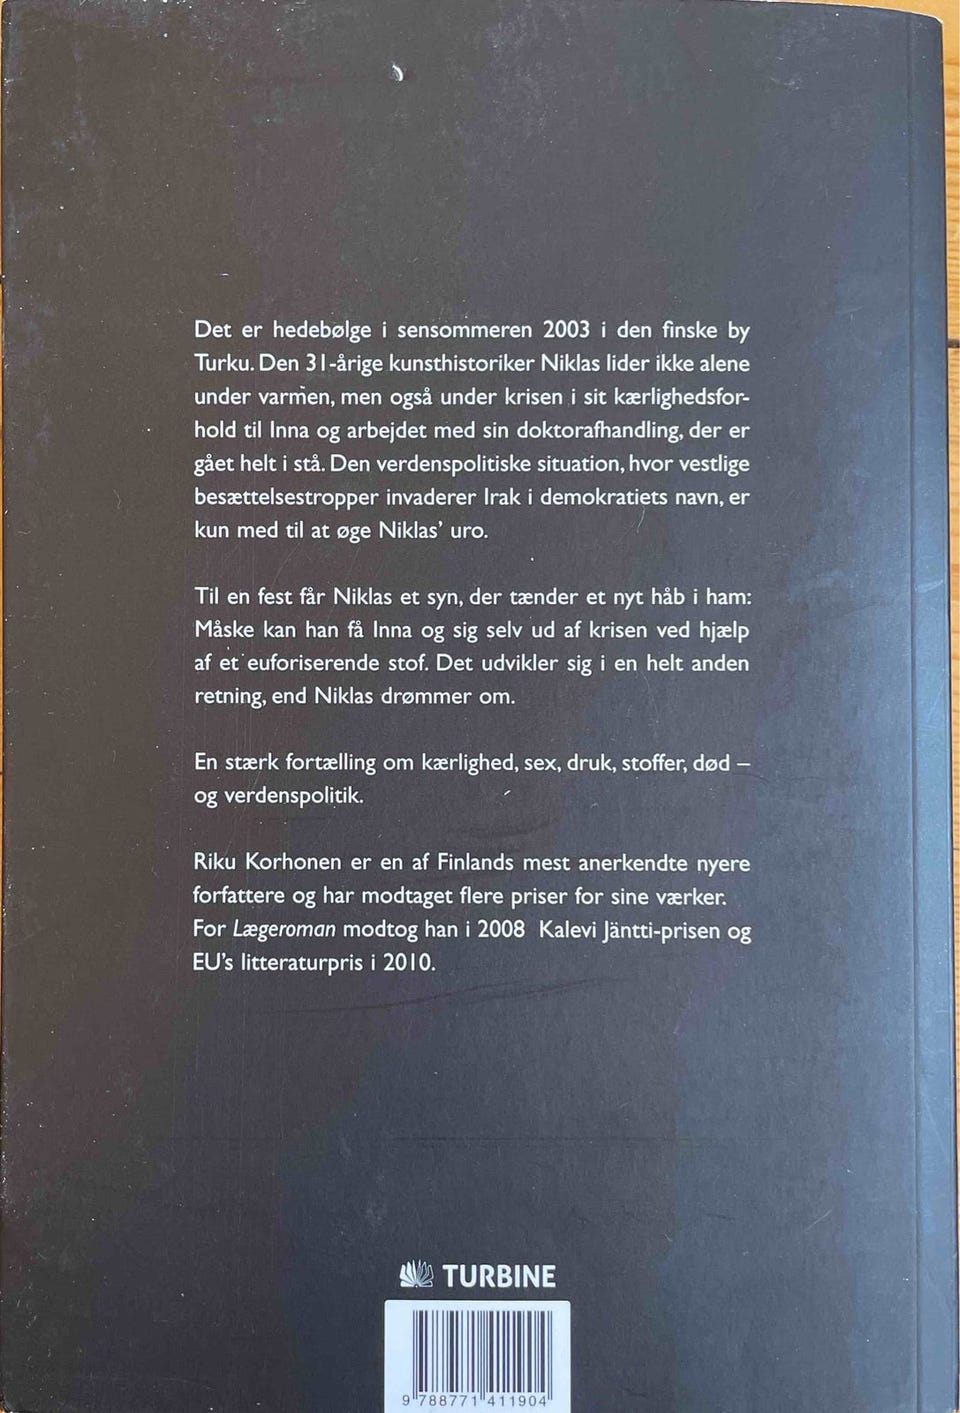 Det er hedebølge i sensommeren 2003 i den finske by
Turku. Den 31-årige kunsthistoriker Niklas lider ikke alene
under varmen, men også under krisen i sit kærlighedsfor-
hold til Inna og arbejdet med sin doktorafhandling, der er
gået helt i stå. Den verdenspolitiske situation, hvor vestlige
besættelsestropper invaderer Irak i demokratiets navn, er
kun med til at øge Niklas' uro.
Til en fest får Niklas et syn, der tænder et nyt håb i ham:
Måske kan han få Inna og sig selv ud af krisen ved hjælp
af et euforiserende stof. Det udvikler sig i en helt anden
retning, end Niklas drømmer om.
En stærk fortælling om kærlighed, sex, druk, stoffer, død –
og verdenspolitik.
Riku Korhonen er en af Finlands mest anerkendte nyere
forfattere og har modtaget flere priser for sine værker.
For Lægeroman modtog han i 2008 Kalevi Jäntti-prisen og
EU's litteraturpris i 2010.
TURBINE
9 788771 411904